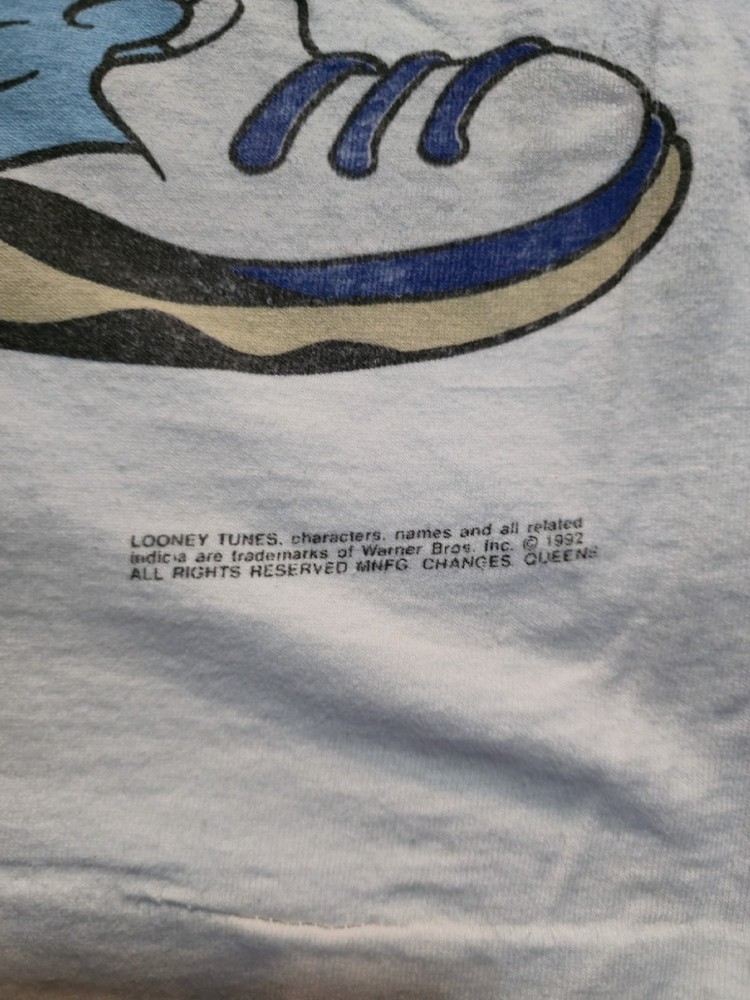 LOONEY TUNES, characters, names and all related
indicia are trademarks of Warner Bros. Inc. © 1992
ALL RIGHTS RESERVED MNFG. CHANGES QUEENS